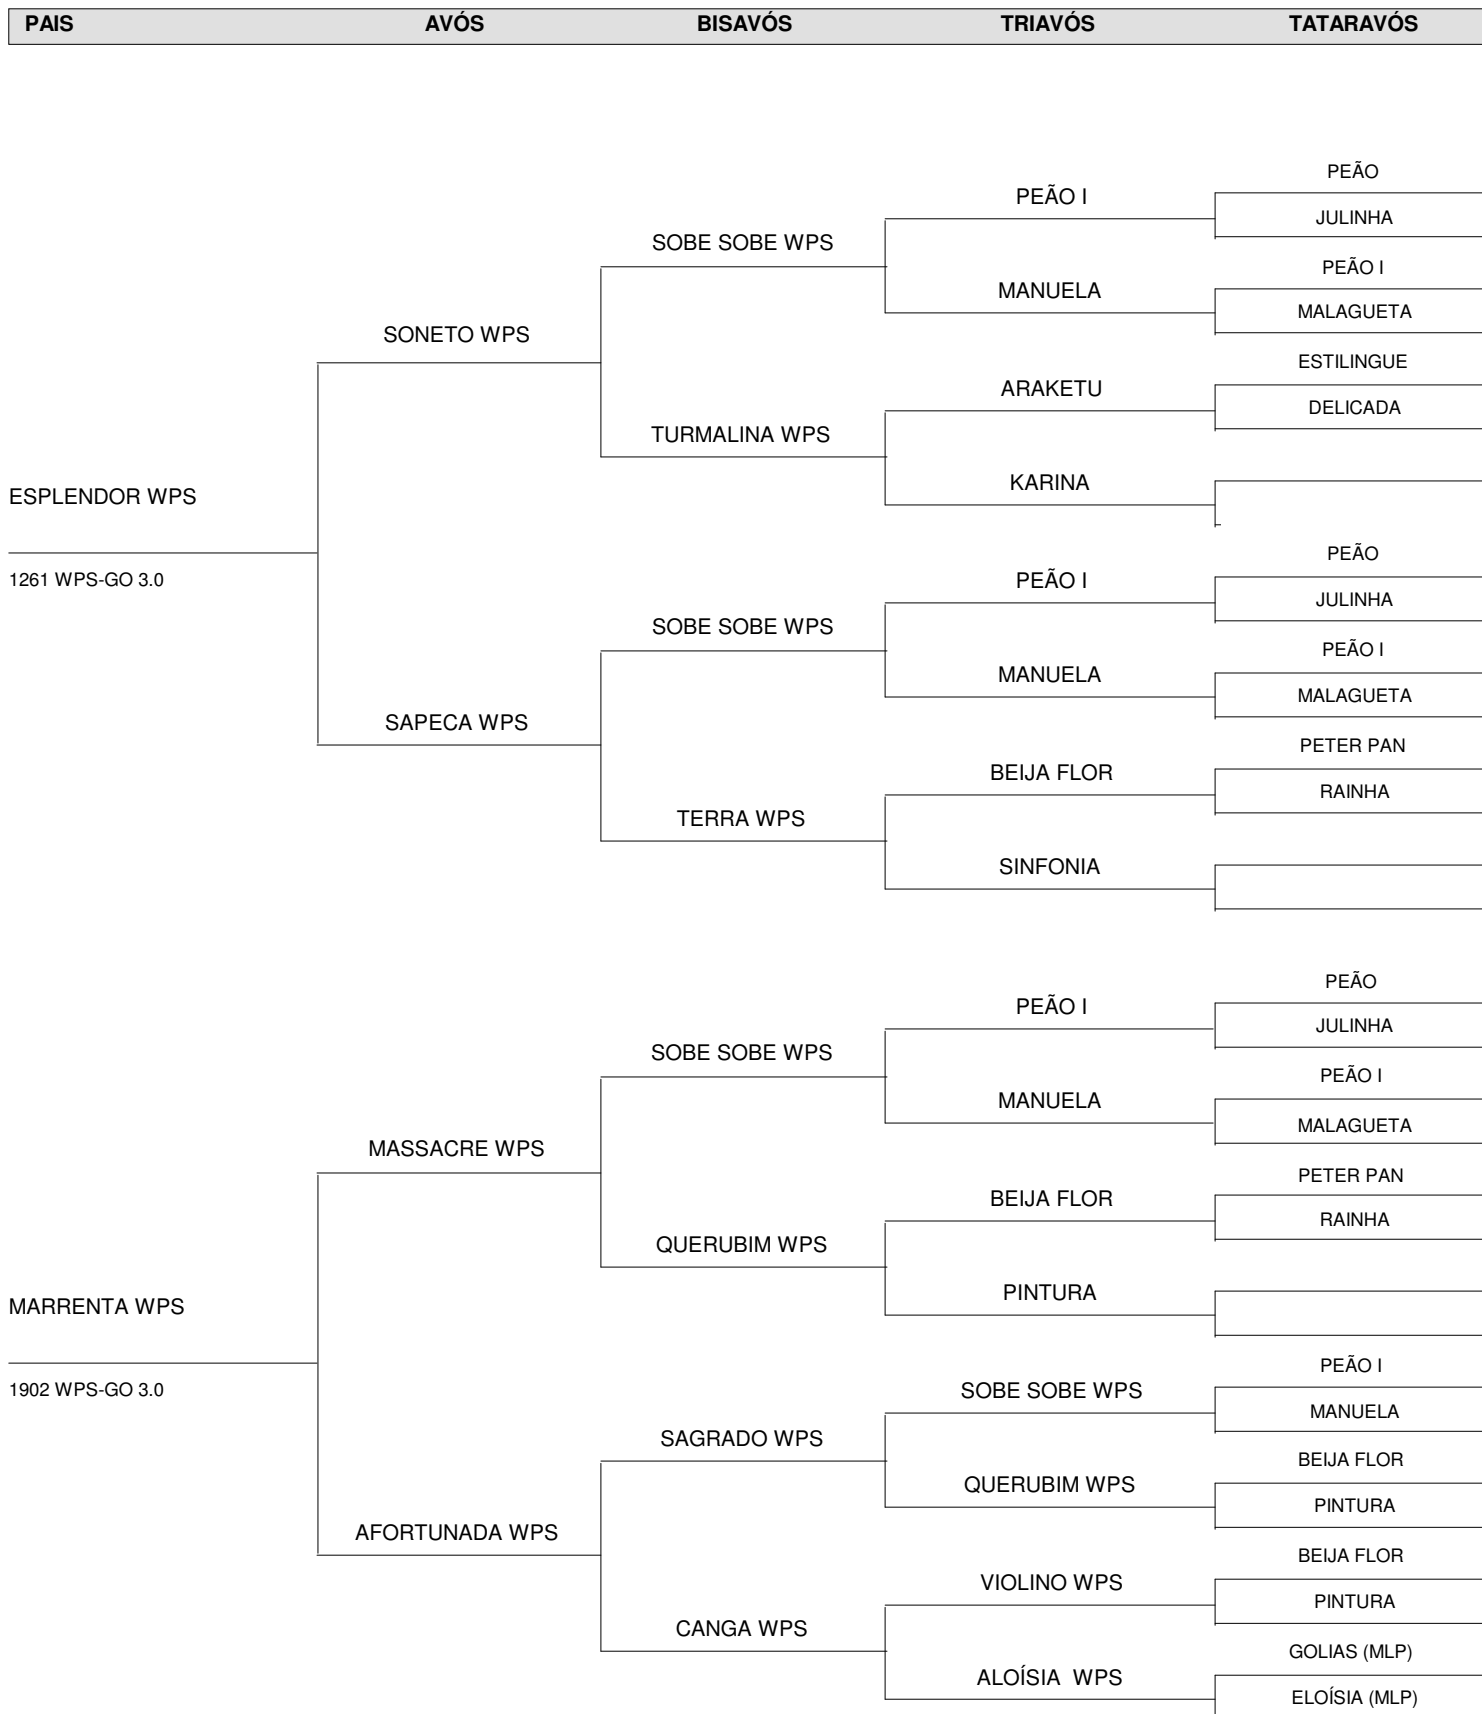 PAIS AVÓS BISAVÓS TRIAVÓS TATARAVÓS
PEÃO
PEÃO I
JULINHA
SOBE SOBE WPS
PEÃO I
MANUELA
MALAGUETA
SONETO WPS
ESTILINGUE
ARAKETU
DELICADA
TURMALINA WPS
KARINA
ESPLENDOR WPS
PEÃO
1261 WPS-GO 3.0
PEÃO I
JULINHA
SOBE SOBE WPS
PEÃO I
MANUELA
MALAGUETA
SAPECA WPS
PETER PAN
BEIJA FLOR
RAINHA
TERRA WPS
SINFONIA
PEÃO
PEÃO I
JULINHA
SOBE SOBE WPS
PEÃO I
MANUELA
MALAGUETA
MASSACRE WPS
PETER PAN
BEIJA FLOR
RAINHA
QUERUBIM WPS
PINTURA
MARRENTA WPS
PEÃO I
1902 WPS-GO 3.0
SOBE SOBE WPS
MANUELA
SAGRADO WPS
BEIJA FLOR
QUERUBIM WPS
PINTURA
AFORTUNADA WPS
BEIJA FLOR
VIOLINO WPS
PINTURA
CANGA WPS
GOLIAS (MLP)
ALOÍSIA WPS
ELOÍSIA (MLP)